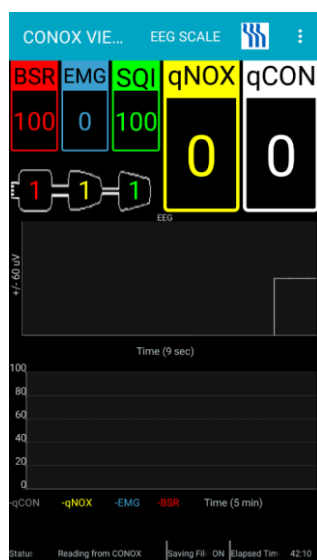 CONOX VIE... EEG SCALE
BSR EMG SQI qNOX qCON
100 0 100 0 0
1 1 1
EEG
+/- 60 uV
Time (9 sec)
100
80
60
40
20
0
-qCON -qNOX -EMG -BSR Time (5 min)
Status Reading from CONOX Saving Fil: ON Elapsed Tim 42:10